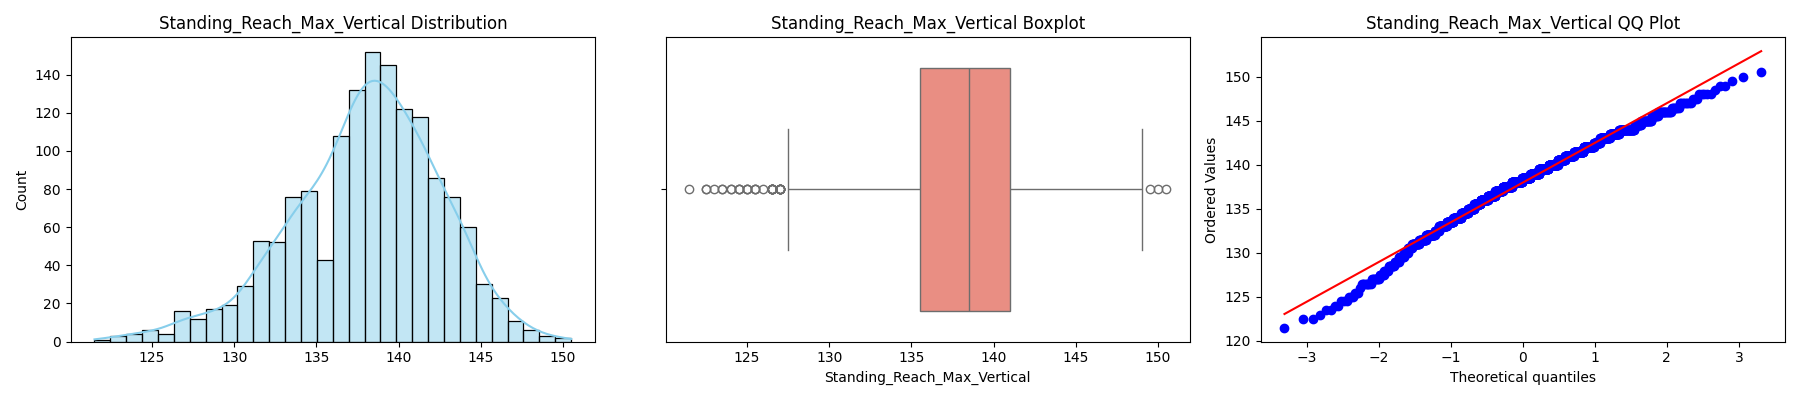 Standing_Reach_Max_Vertical Distribution
Count
140
120
100
80
60
40
20
0
125 130 135 140 145 150
Standing_Reach_Max_Vertical Boxplot
125 130 135 140 145 150
Standing_Reach_Max_Vertical
Standing_Reach_Max_Vertical QQ Plot
Ordered Values
150
145
140
135
130
125
120
−3 −2 −1 0 1 2 3
Theoretical quantiles